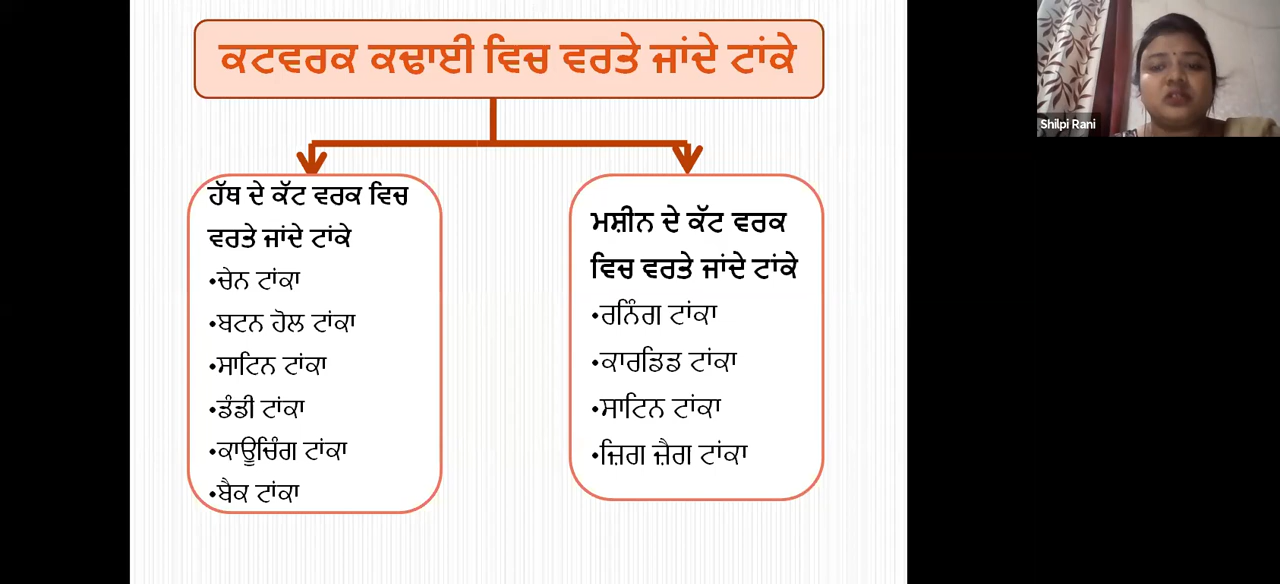 ਕਟਵਰਕ ਕਢਾਈ ਵਿਚ ਵਰਤੇ ਜਾਂਦੇ ਟਾਂਕੇ
ਹੱਥ ਦੇ ਕੱਟ ਵਰਕ ਵਿਚ
ਵਰਤੇ ਜਾਂਦੇ ਟਾਂਕੇ
•ਚੇਨ ਟਾਂਕਾ
•ਬਟਨ ਹੋਲ ਟਾਂਕਾ
•ਸਾਟਿਨ ਟਾਂਕਾ
•ਡੰਡੀ ਟਾਂਕਾ
•ਕਾਊਚਿੰਗ ਟਾਂਕਾ
•ਬੈਕ ਟਾਂਕਾ
ਮਸ਼ੀਨ ਦੇ ਕੱਟ ਵਰਕ
ਵਿਚ ਵਰਤੇ ਜਾਂਦੇ ਟਾਂਕੇ
•ਰਨਿੰਗ ਟਾਂਕਾ
•ਕਾਰਡਿਡ ਟਾਂਕਾ
•ਸਾਟਿਨ ਟਾਂਕਾ
•ਜ਼ਿਗ ਜ਼ੈਗ ਟਾਂਕਾ
Shilpi Rani